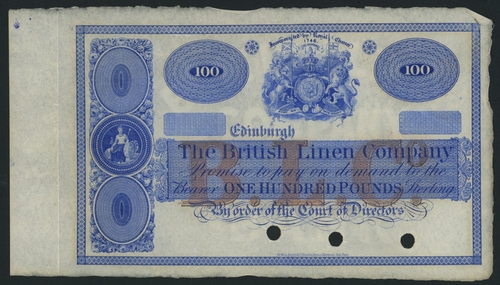 Incorporated by Royal Charter
1746
100
100
Edinburgh
The British Linen Company
Promise to pay on demand to the
Bearer ONE HUNDRED POUNDS Sterling
By order of the Court of Directors